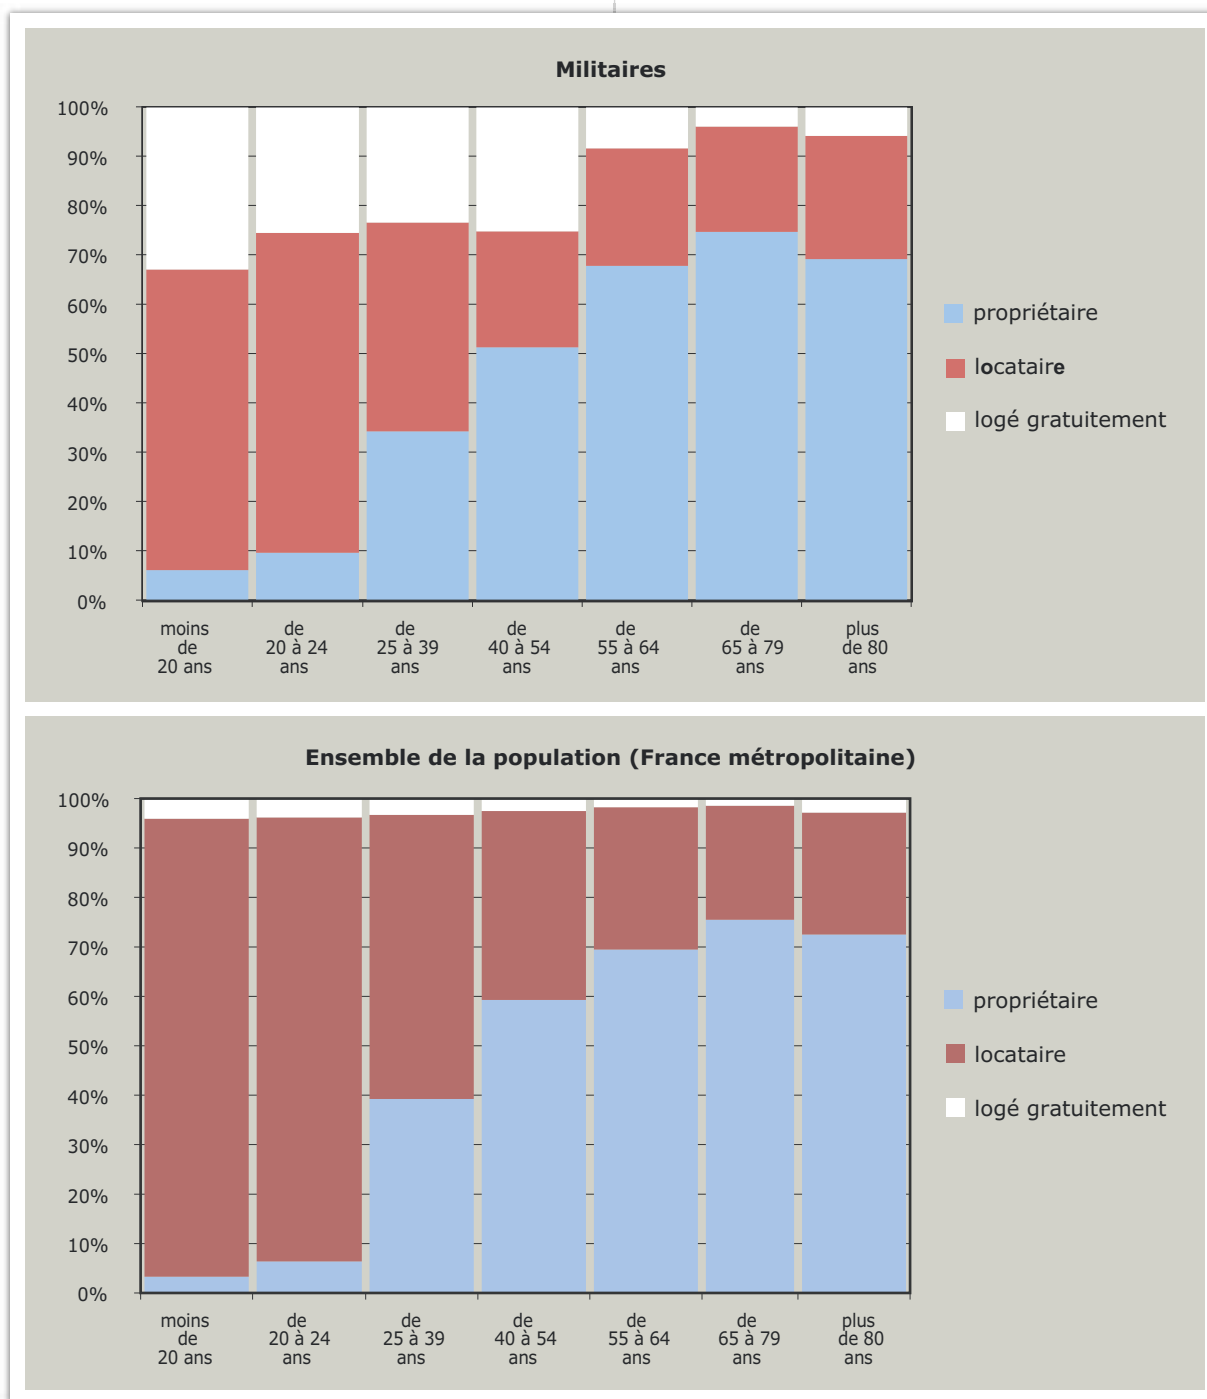 Militaires
100%
90%
80%
70%
60%
50%
40%
30%
20%
10%
0%
moins
de
20 ans
de
20 à 24
ans
de
25 à 39
ans
de
40 à 54
ans
de
55 à 64
ans
de
65 à 79
ans
plus
de 80
ans
propriétaire
locataire
logé gratuitement
Ensemble de la population (France métropolitaine)
100%
90%
80%
70%
60%
50%
40%
30%
20%
10%
0%
moins
de
20 ans
de
20 à 24
ans
de
25 à 39
ans
de
40 à 54
ans
de
55 à 64
ans
de
65 à 79
ans
plus
de 80
ans
propriétaire
locataire
logé gratuitement